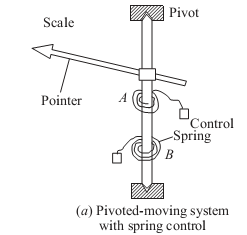 Pivot
Scale
Pointer
A
Control
Spring
B
(a) Pivoted-moving system
with spring control